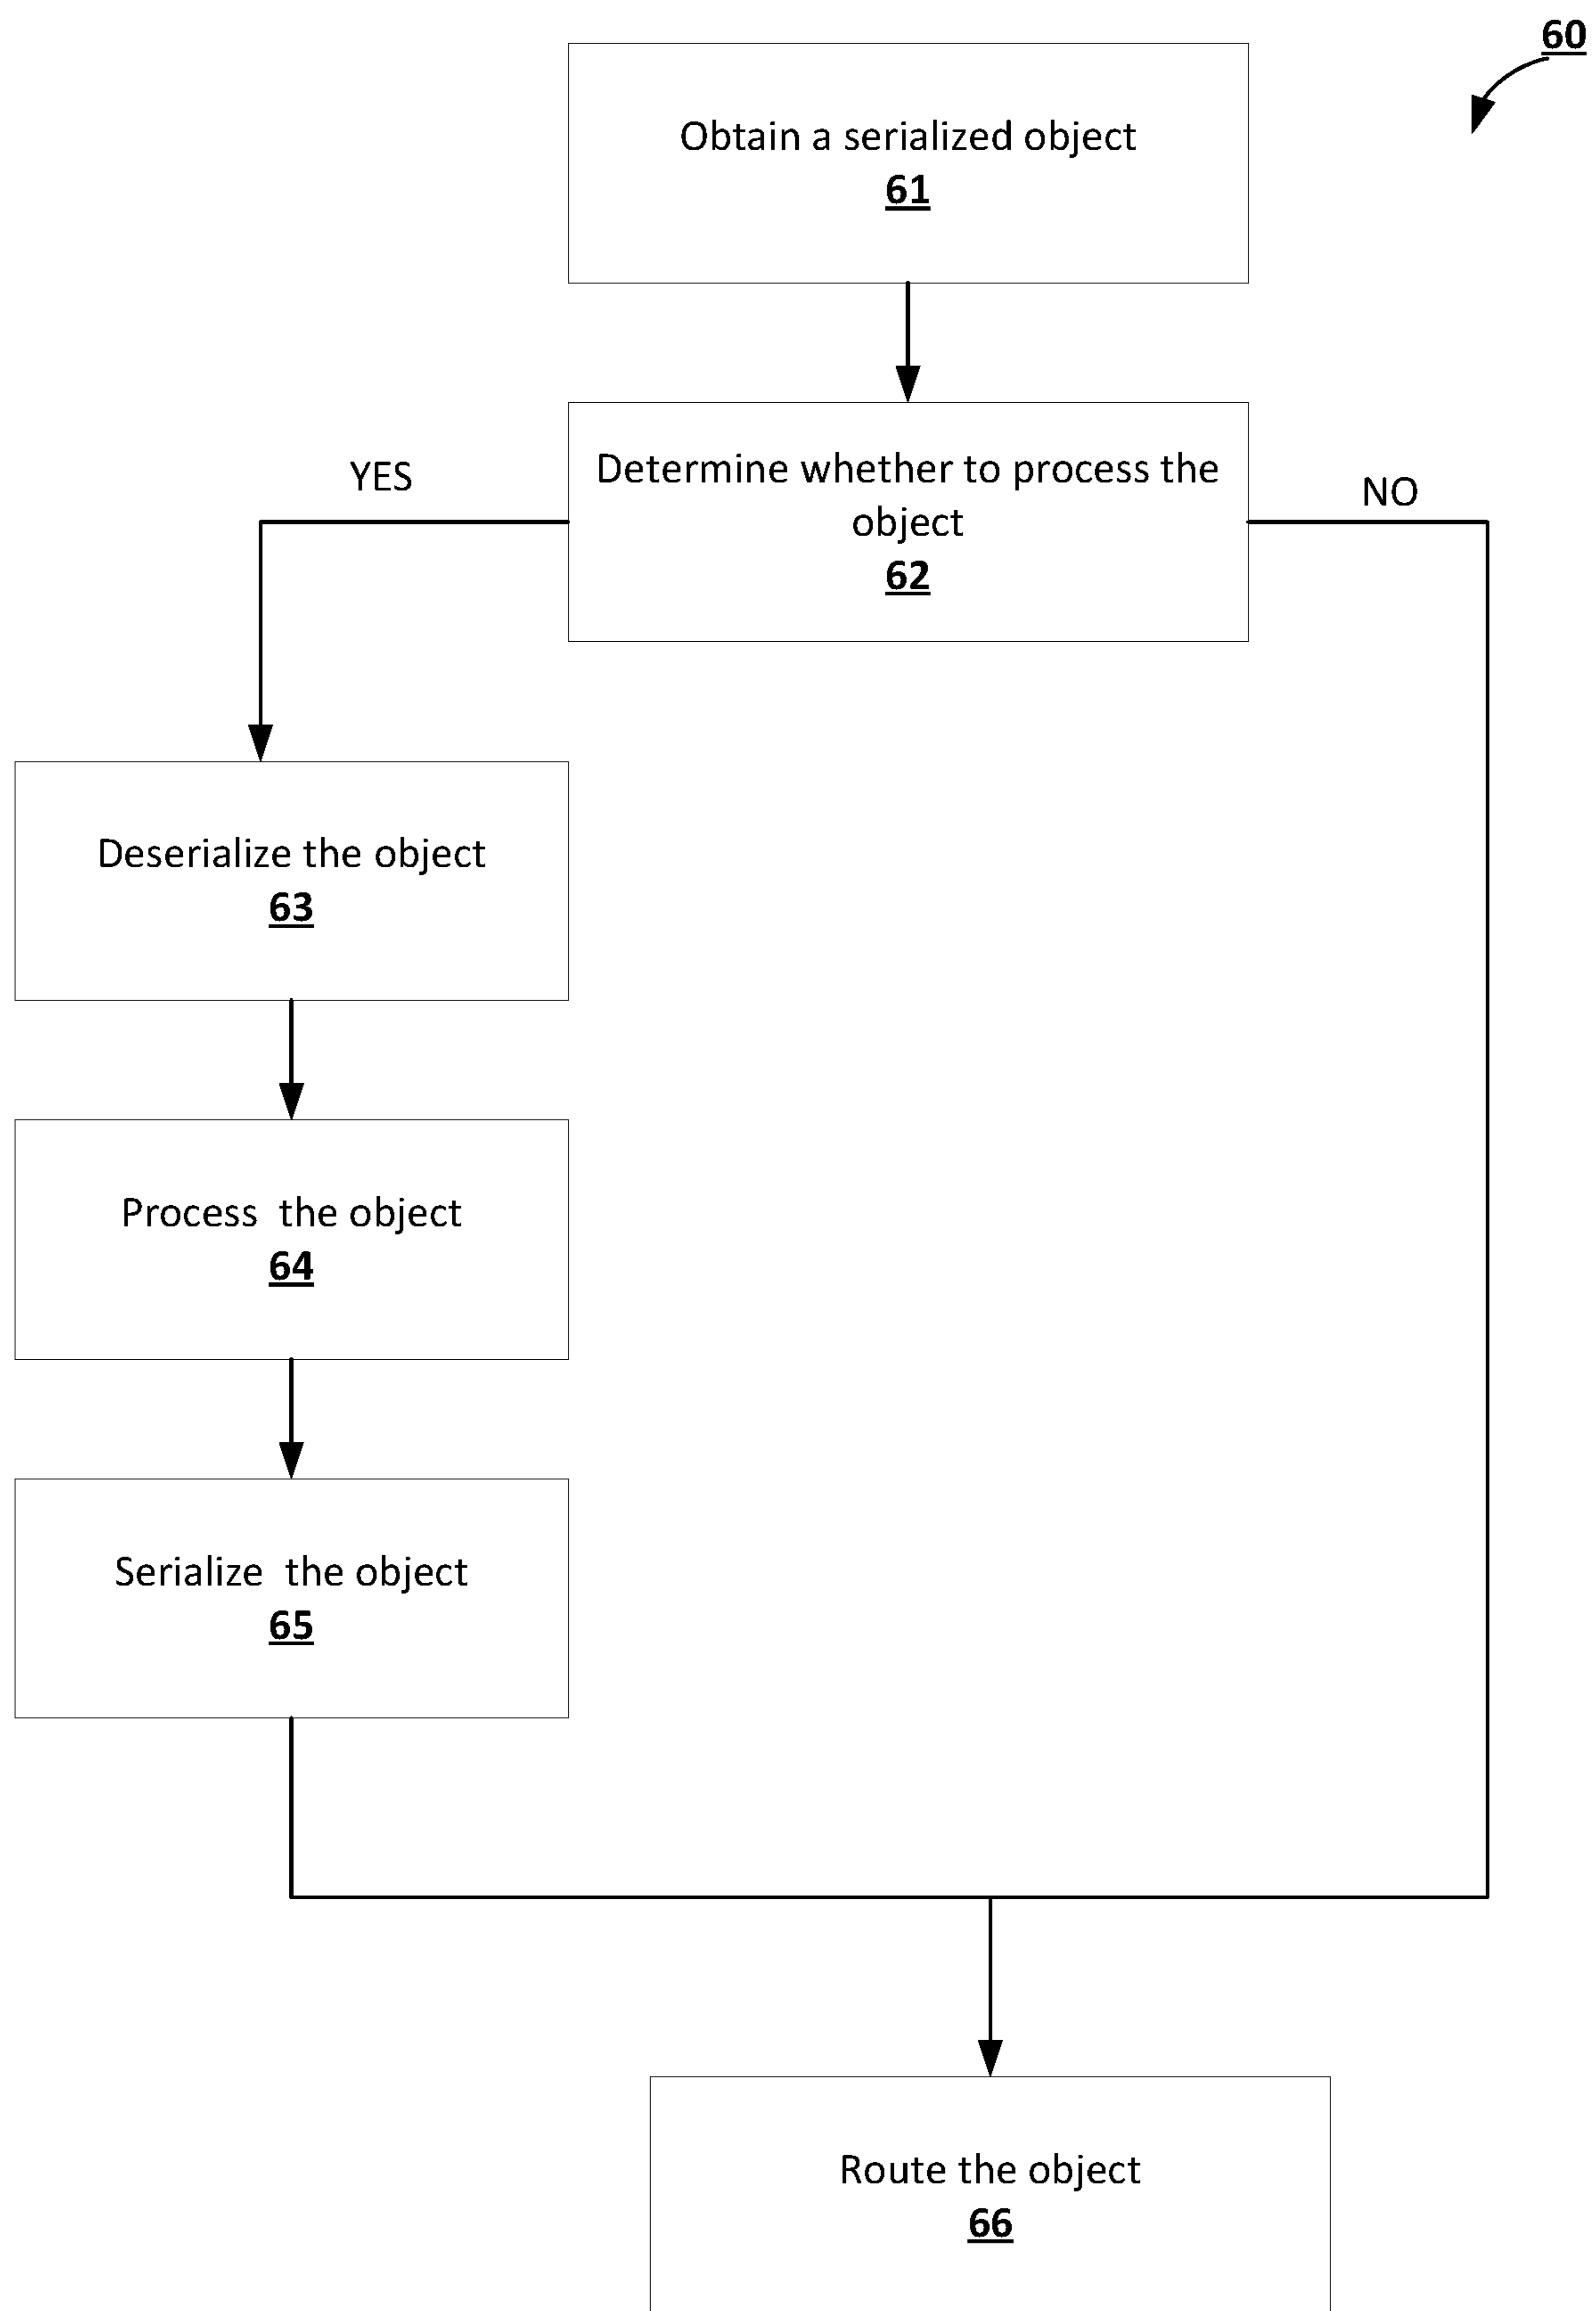 60
Obtain a serialized object
61
Determine whether to process the
object
62
YES
NO
Deserialize the object
63
Process  the object
64
Serialize  the object
65
Route the object
66